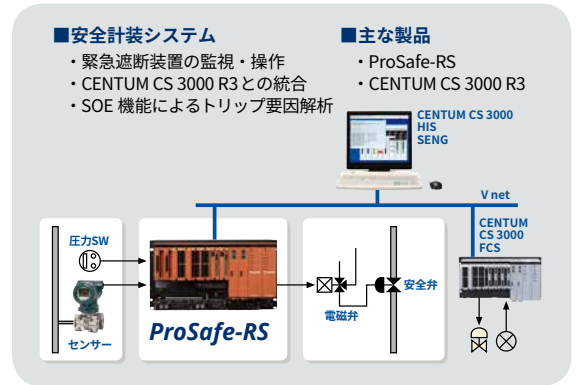 ■安全計装システム
・緊急遮断装置の監視・操作
・CENTUM CS 3000 R3との統合
・SOE 機能によるトリップ要因解析
■主な製品
・ProSafe-RS
・CENTUM CS 3000 R3
CENTUM CS 3000
HIS
SENG
V net
圧力SW
センサー
ProSafe-RS
電磁弁
安全弁
CENTUM
CS 3000
FCS